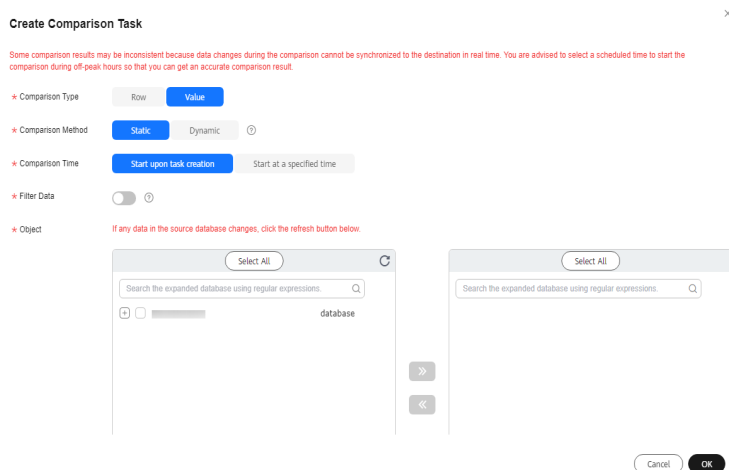 Create Comparison Task
Some comparison results may be inconsistent because data changes during the comparison cannot be synchronized to the destination in real time. You are advised to select a scheduled time to start the
comparison during off-peak hours so that you can get an accurate comparison result.
* Comparison Type Row Value
* Comparison Method Static Dynamic ?
* Comparison Time Start upon task creation Start at a specified time
* Filter Data ?
* Object If any data in the source database changes, click the refresh button below.
Select All Select All
Search the expanded database using regular expressions. Search the expanded database using regular expressions.
database
Cancel OK